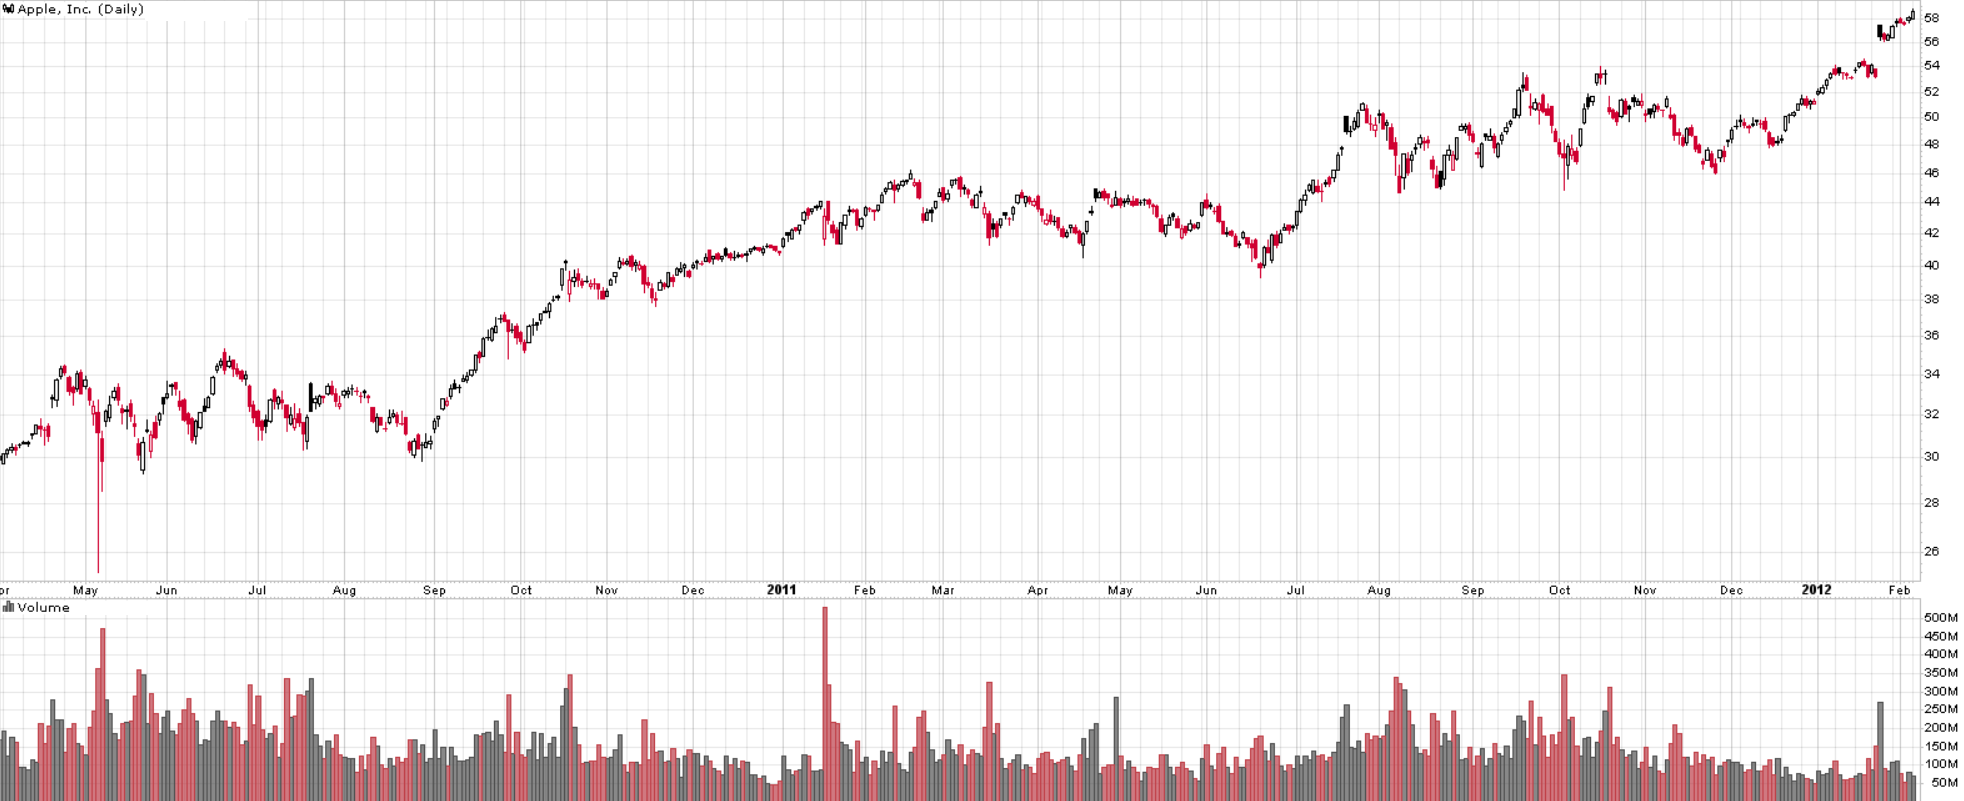 Apple, Inc. (Daily)
58
56
54
52
50
48
46
44
42
40
38
36
34
32
30
28
26
pr May Jun Jul Aug Sep Oct Nov Dec 2011 Feb Mar Apr May Jun Jul Aug Sep Oct Nov Dec 2012 Feb
Volume
500M
450M
400M
350M
300M
250M
200M
150M
100M
50M